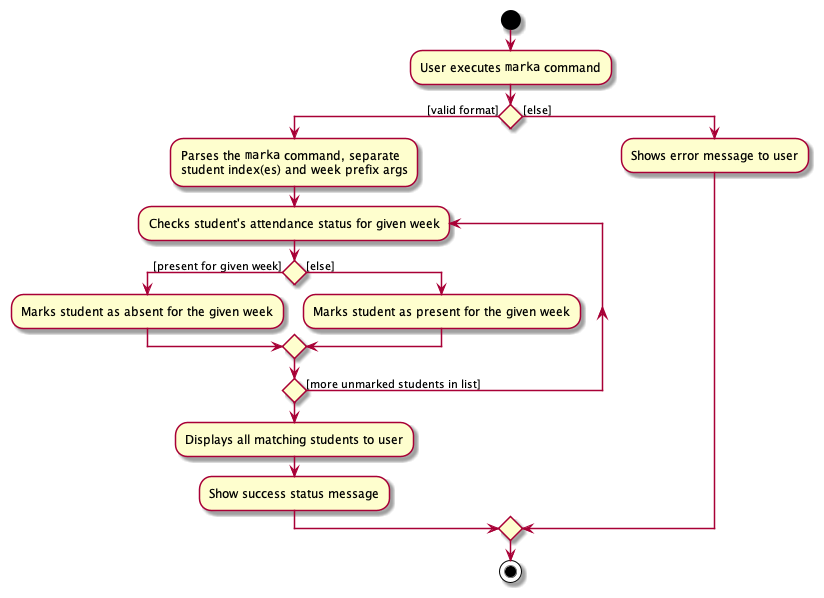 User executes marka command
[valid format]
[else]
Parses the marka command, separate
student index(es) and week prefix args
Shows error message to user
Checks student's attendance status for given week
[present for given week]
[else]
Marks student as absent for the given week
Marks student as present for the given week
[more unmarked students in list]
Displays all matching students to user
Show success status message